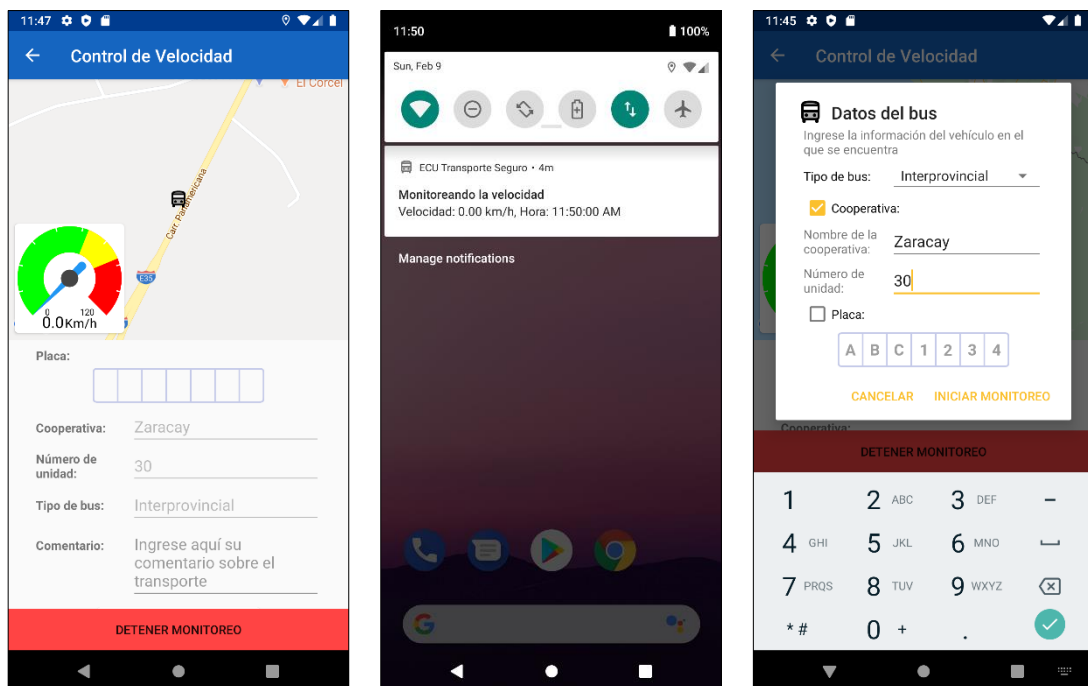 11:47
Control de Velocidad
El Corcel
Carr. Panamericana
E35
0 120
0.0Km/h
Placa:
Cooperativa: Zaracay
Número de
unidad: 30
Tipo de bus: Interprovincial
Comentario: Ingrese aquí su
comentario sobre el
transporte
DETENER MONITOREO
11:50 100%
Sun, Feb 9
ECU Transporte Seguro • 4m
Monitoreando la velocidad
Velocidad: 0.00 km/h, Hora: 11:50:00 AM
Manage notifications
G
11:45
Control de Velocidad
Datos del bus
Ingrese la información del vehículo en el
que se encuentra
Tipo de bus: Interprovincial
Cooperativa:
Nombre de la
cooperativa: Zaracay
Número de
unidad: 30
Placa:
A B C 1 2 3 4
CANCELAR INICIAR MONITOREO
Cooperativa:
DETENER MONITOREO
1 2 ABC 3 DEF –
4 GHI 5 JKL 6 MNO
7 PRQS 8 TUV 9 WXYZ
* # 0 + .